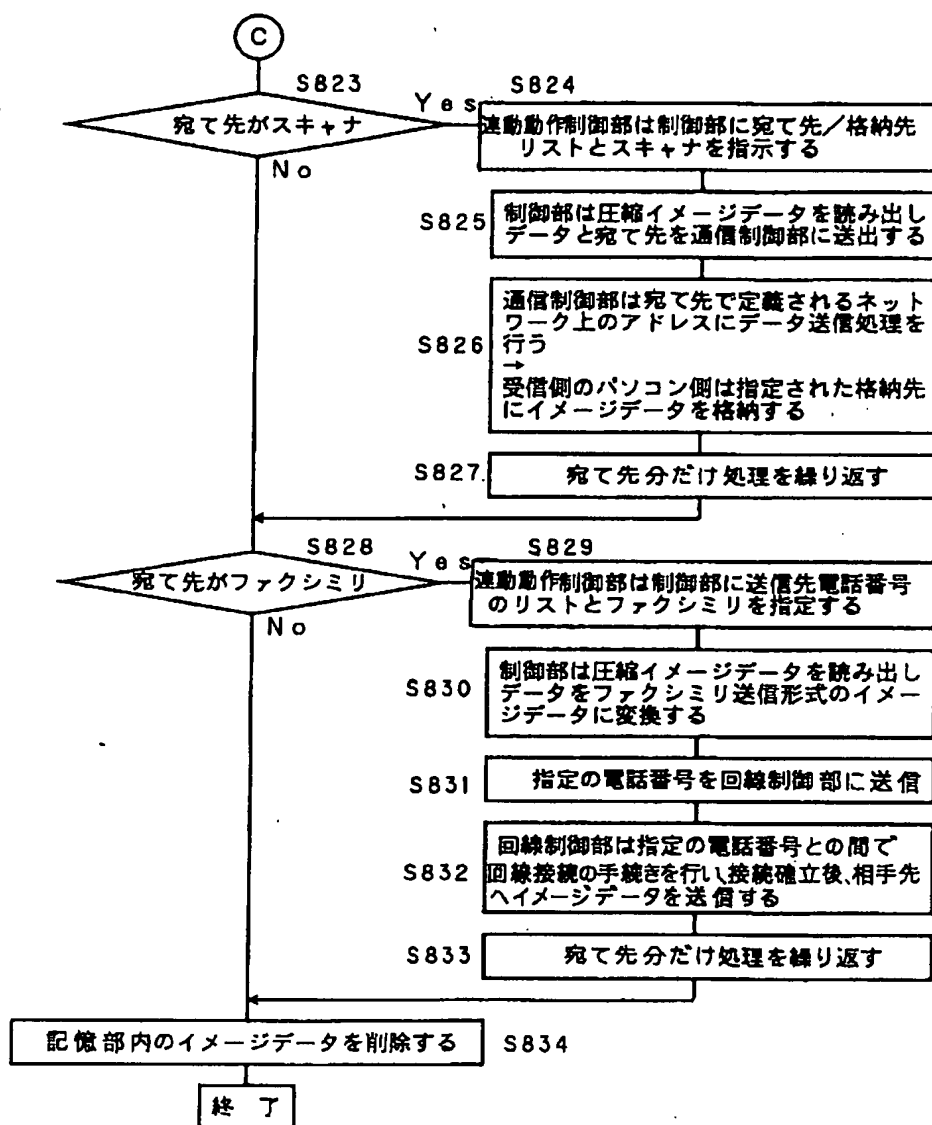 C
S823
宛て先がスキャナ
Yes
No
S824
連動動作制御部は制御部に宛て先/格納先
リストとスキャナを指示する
S825
制御部は圧縮イメージデータを読み出し
データと宛て先を通信制御部に送出する
S826
通信制御部は宛て先で定義されるネット
ワーク上のアドレスにデータ送信処理を
行う
→
受信側のパソコン側は指定された格納先
にイメージデータを格納する
S827
宛て先分だけ処理を繰り返す
S828
宛て先がファクシミリ
Yes
No
S829
連動動作制御部は制御部に送信先電話番号
のリストとファクシミリを指定する
S830
制御部は圧縮イメージデータを読み出し
データをファクシミリ送信形式のイメー
ジデータに変換する
S831
指定の電話番号を回線制御部に送信
S832
回線制御部は指定の電話番号との間で
回線接続の手続きを行い、接続確立後、相手先
へイメージデータを送信する
S833
宛て先分だけ処理を繰り返す
記憶部内のイメージデータを削除する
S834
終了